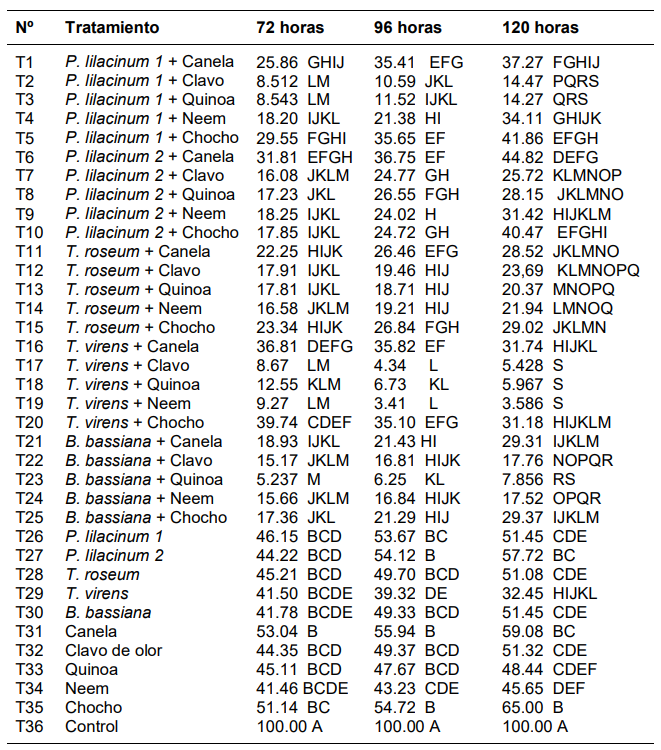 Nº Tratamiento 72 horas 96 horas 120 horas
T1 P. lilacinum 1 + Canela 25.86 GHIJ 35.41 EFG 37.27 FGHIJ
T2 P. lilacinum 1 + Clavo 8.512 LM 10.59 JKL 14.47 PQRS
T3 P. lilacinum 1 + Quinoa 8.543 LM 11.52 IJKL 14.27 QRS
T4 P. lilacinum 1 + Neem 18.20 IJKL 21.38 HI 34.11 GHIJK
T5 P. lilacinum 1 + Chocho 29.55 FGHI 35.65 EF 41.86 EFGH
T6 P. lilacinum 2 + Canela 31.81 EFGH 36.75 EF 44.82 DEFG
T7 P. lilacinum 2 + Clavo 16.08 JKLM 24.77 GH 25.72 KLMNOP
T8 P. lilacinum 2 + Quinoa 17.23 JKL 26.55 FGH 28.15 JKLMNO
T9 P. lilacinum 2 + Neem 18.25 IJKL 24.02 H 31.42 HIJKLM
T10 P. lilacinum 2 + Chocho 17.85 IJKL 24.72 GH 40.47 EFGHI
T11 T. roseum + Canela 22.25 HIJK 26.46 EFG 28.52 JKLMNO
T12 T. roseum + Clavo 17.91 IJKL 19.46 HIJ 23,69 KLMNOPQ
T13 T. roseum + Quinoa 17.81 IJKL 18.71 HIJ 20.37 MNOPQ
T14 T. roseum + Neem 16.58 JKLM 19.21 HIJ 21.94 LMNOQ
T15 T. roseum + Chocho 23.34 HIJK 26.84 FGH 29.02 JKLMN
T16 T. virens + Canela 36.81 DEFG 35.82 EF 31.74 HIJKL
T17 T. virens + Clavo 8.67 LM 4.34 L 5.428 S
T18 T. virens + Quinoa 12.55 KLM 6.73 KL 5.967 S
T19 T. virens + Neem 9.27 LM 3.41 L 3.586 S
T20 T. virens + Chocho 39.74 CDEF 35.10 EFG 31.18 HIJKLM
T21 B. bassiana + Canela 18.93 IJKL 21.43 HI 29.31 IJKLM
T22 B. bassiana + Clavo 15.17 JKLM 16.81 HIJK 17.76 NOPQR
T23 B. bassiana + Quinoa 5.237 M 6.25 KL 7.856 RS
T24 B. bassiana + Neem 15.66 JKLM 16.84 HIJK 17.52 OPQR
T25 B. bassiana + Chocho 17.36 JKL 21.29 HIJ 29.37 IJKLM
T26 P. lilacinum 1 46.15 BCD 53.67 BC 51.45 CDE
T27 P. lilacinum 2 44.22 BCD 54.12 B 57.72 BC
T28 T. roseum 45.21 BCD 49.70 BCD 51.08 CDE
T29 T. virens 41.50 BCDE 39.32 DE 32.45 HIJKL
T30 B. bassiana 41.78 BCDE 49.33 BCD 51.45 CDE
T31 Canela 53.04 B 55.94 B 59.08 BC
T32 Clavo de olor 44.35 BCD 49.37 BCD 51.32 CDE
T33 Quinoa 45.11 BCD 47.67 BCD 48.44 CDEF
T34 Neem 41.46 BCDE 43.23 CDE 45.65 DEF
T35 Chocho 51.14 BC 54.72 B 65.00 B
T36 Control 100.00 A 100.00 A 100.00 A